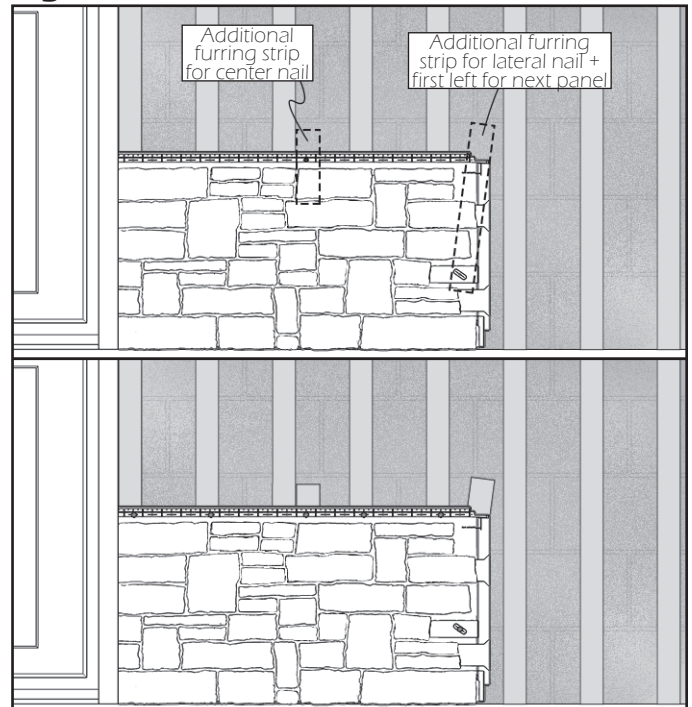 Additional
furring strip
for center nail
Additional furring
strip for lateral nail +
first left for next panel